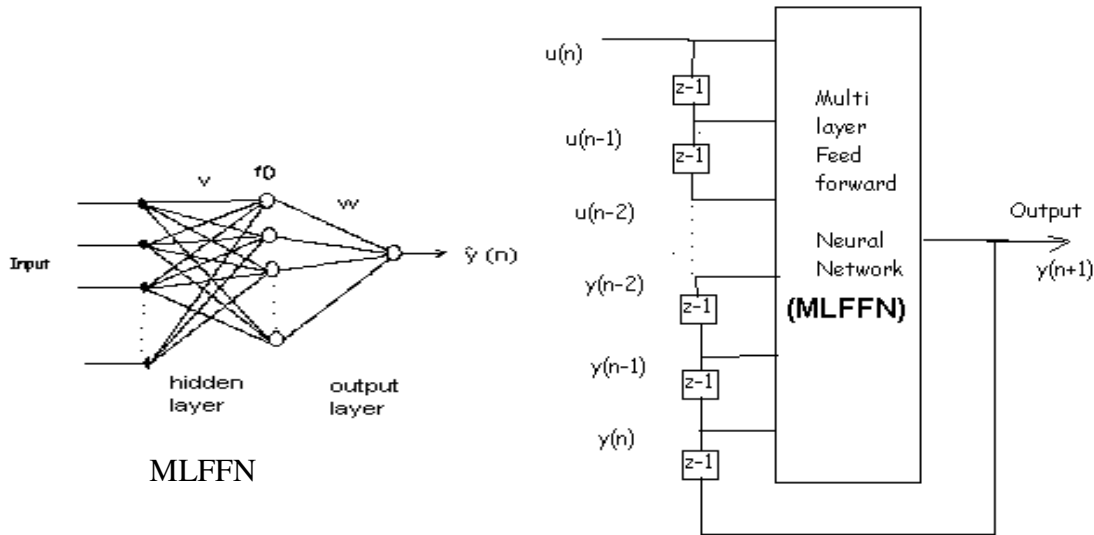 v
f()
w
Input
ŷ (n)
hidden
layer
output
layer
MLFFN
u(n)
z-1
u(n-1)
z-1
u(n-2)
y(n-2)
z-1
y(n-1)
z-1
y(n)
z-1
Multi
layer
Feed
forward
Neural
Network
(MLFFN)
Output
y(n+1)